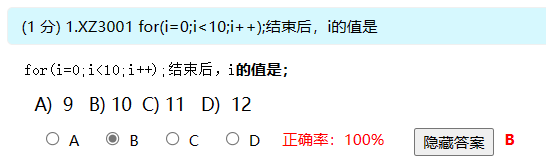 (1 分) 1.XZ3001 for(i=0;i<10;i++);结束后，i的值是
for(i=0;i<10;i++);结束后，i的值是；
A) 9 B) 10 C) 11 D) 12
A B C D 正确率：100% 隐藏答案 B